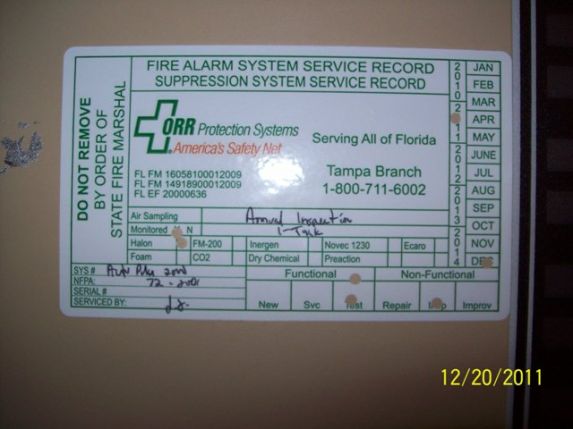 FIRE ALARM SYSTEM SERVICE RECORD
SUPPRESSION SYSTEM SERVICE RECORD
DO NOT REMOVE
BY ORDER OF
STATE FIRE MARSHAL
ORR Protection Systems
America's Safety Net
Serving All of Florida
FL FM 16058100012009
FL FM 14918900012009
FL EF 20000636
Tampa Branch
1-800-711-6002
2010 2011 2012 2013 2014
JAN
FEB
MAR
APR
MAY
JUNE
JUL
AUG
SEP
OCT
NOV
DEC
Air Sampling
Annual Inspection
Monitored N
1-Tank
Halon FM-200 Inergen Novec 1230 Ecaro
Foam CO2 Dry Chemical Preaction
SYS #
NFPA: 72-2001
SERIAL #
SERVICED BY:
Functional Non-Functional
New Svc Test Repair Imp Improv
12/20/2011